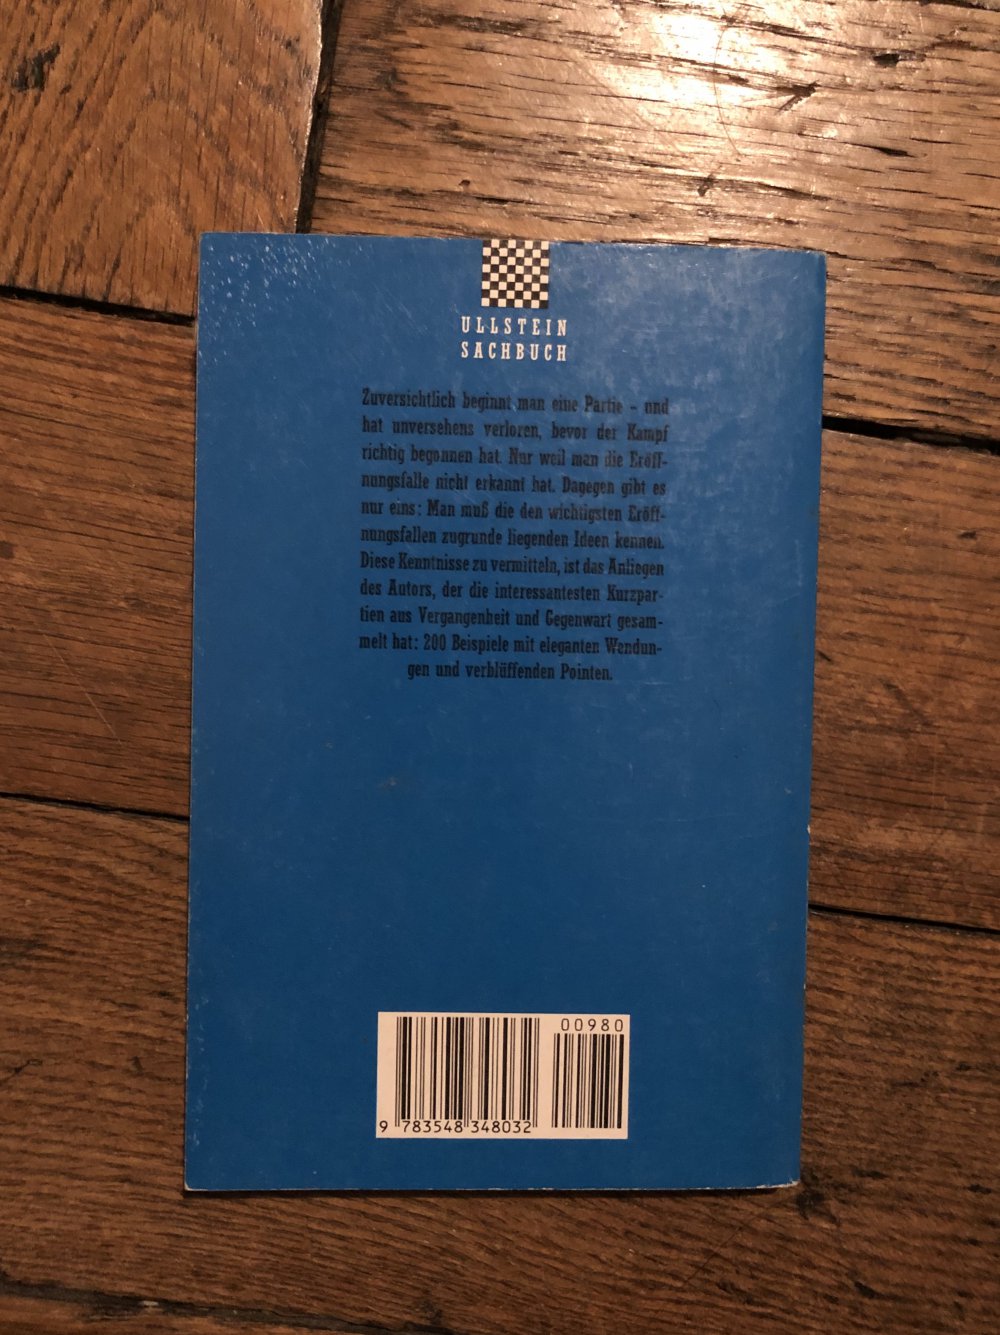 ULLSTEIN
SACHBUCH
Zuversichtlich beginnt man eine Partie – und
hat unversehens verloren, bevor der Kampf
richtig begonnen hat. Nur weil man die Eröff-
nungsfalle nicht erkannt hat. Dagegen gibt es
nur eins: Man muß die den wichtigsten Eröff-
nungsfallen zugrunde liegenden Ideen kennen.
Diese Kenntnisse zu vermitteln, ist das Anliegen
des Autors, der die interessantesten Kurzpar-
tien aus Vergangenheit und Gegenwart gesam-
melt hat: 200 Beispiele mit eleganten Wendun-
gen und verblüffenden Pointen.
00980
9 783548 348032